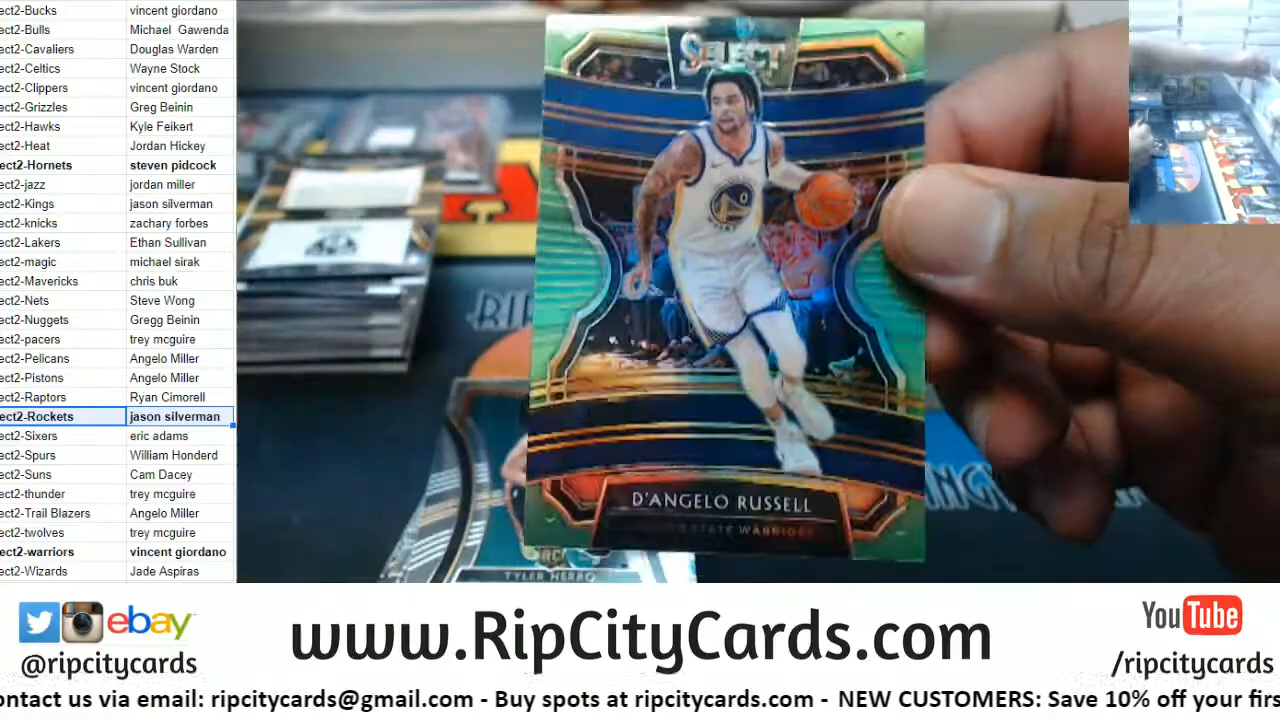 ect2-Bucks vincent giordano
ect2-Bulls Michael Gawenda
ect2-Cavaliers Douglas Warden
ect2-Celtics Wayne Stock
ect2-Clippers vincent giordano
ect2-Grizzles Greg Beinin
ect2-Hawks Kyle Feikert
ect2-Heat Jordan Hickey
ect2-Hornets steven pidcock
ect2-jazz jordan miller
ect2-Kings jason silverman
ect2-knicks zachary forbes
ect2-Lakers Ethan Sullivan
ect2-magic michael sirak
ect2-Mavericks chris buk
ect2-Nets Steve Wong
ect2-Nuggets Gregg Beinin
ect2-pacers trey mcguire
ect2-Pelicans Angelo Miller
ect2-Pistons Angelo Miller
ect2-Raptors Ryan Cimorell
ect2-Rockets jason silverman
ect2-Sixers eric adams
ect2-Spurs William Honderd
ect2-Suns Cam Dacey
ect2-thunder trey mcguire
ect2-Trail Blazers Angelo Miller
ect2-twolves trey mcguire
ect2-warriors vincent giordano
ect2-Wizards Jade Aspiras
SELECT
0
D'ANGELO RUSSELL
STATE WARRIORS
RIP
RC
TYLER HERRO
ebay
@ripcitycards
www.RipCityCards.com
YouTube
/ripcitycards
ontact us via email: ripcitycards@gmail.com - Buy spots at ripcitycards.com - NEW CUSTOMERS: Save 10% off your firs